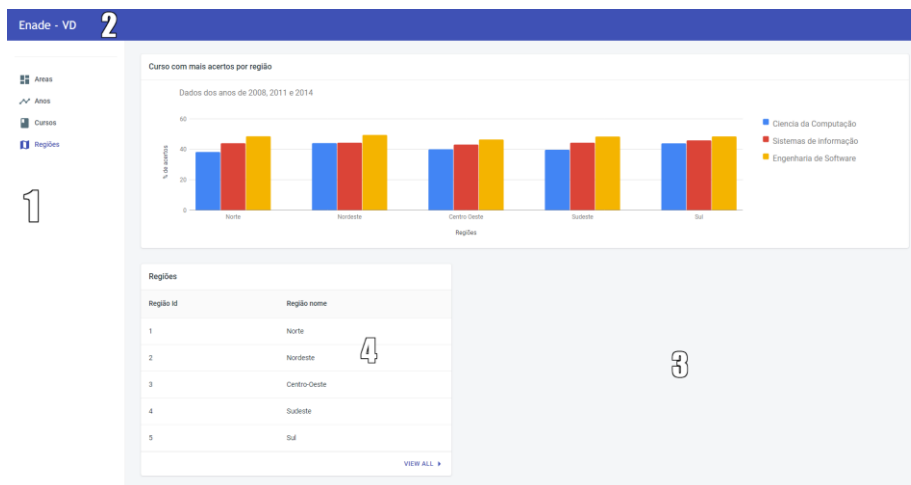 Enade - VD
2
Areas
Anos
Cursos
Regiões
1
Curso com mais acertos por região
Dados dos anos de 2008, 2011 e 2014
60
40
20
0
% de acertos
Norte Nordeste Centro Oeste Sudeste Sul
Regiões
Ciencia da Computação
Sistemas de informação
Engenharia de Software
Regiões
Região Id Região nome
1 Norte
2 Nordeste
3 Centro-Oeste
4 Sudeste
5 Sul
VIEW ALL
4
3